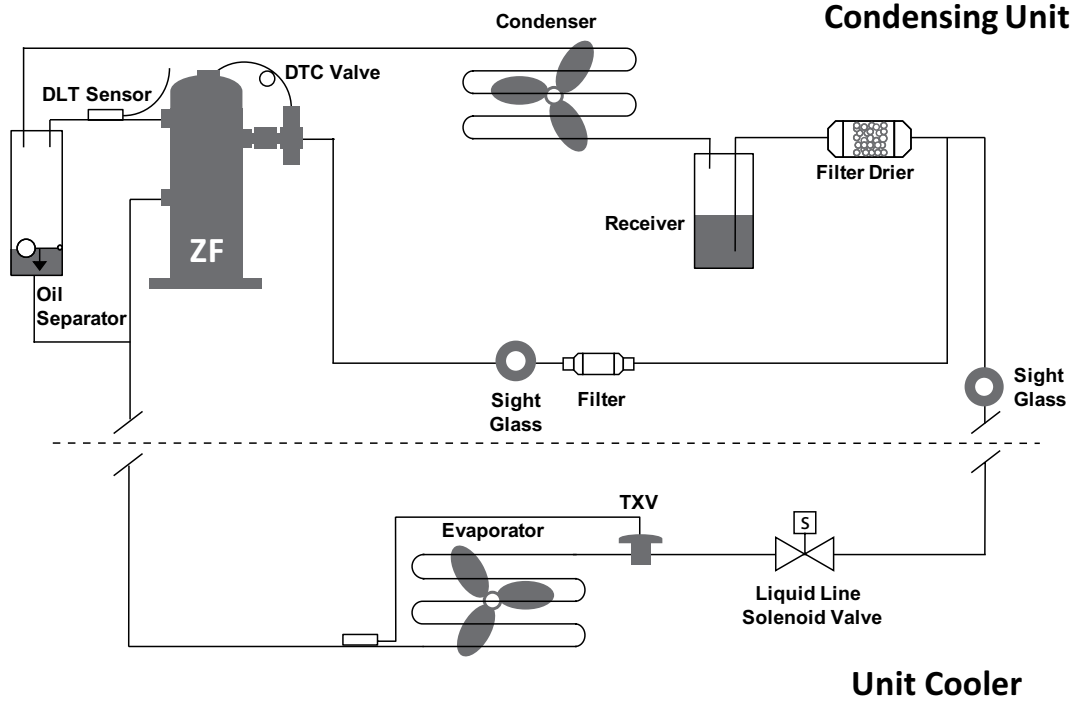 Condensing Unit
Condenser
DTC Valve
DLT Sensor
Filter Drier
Receiver
ZF
Oil
Separator
Sight
Glass
Filter
Sight
Glass
TXV
Evaporator
S
Liquid Line
Solenoid Valve
Unit Cooler